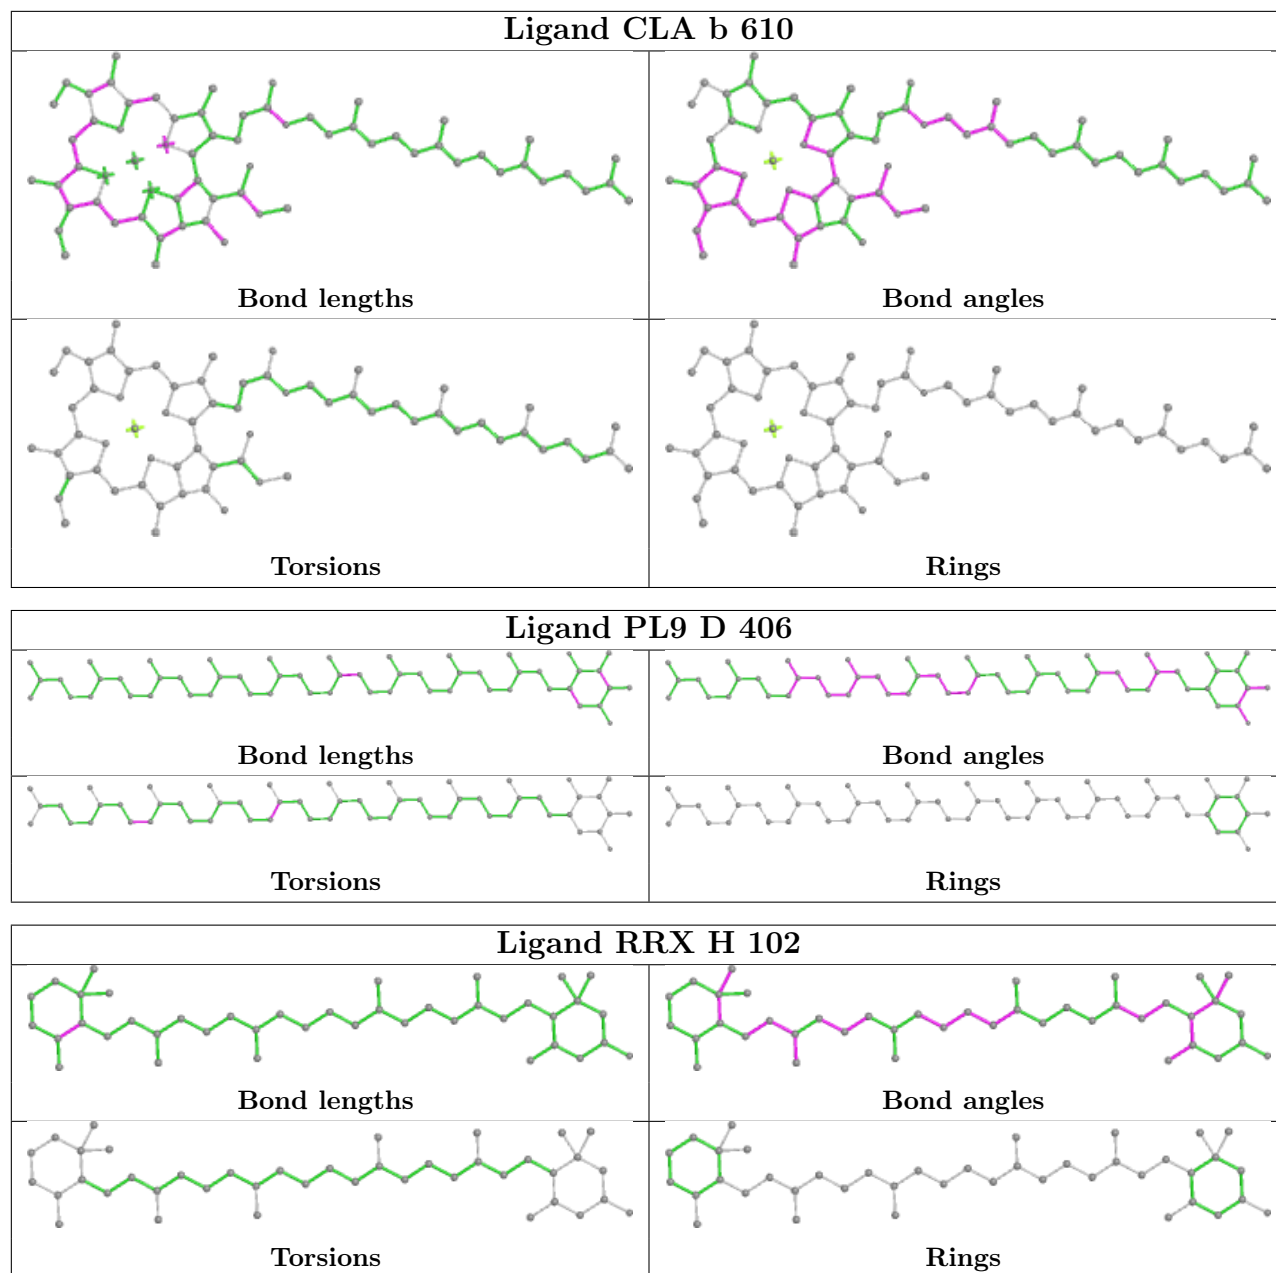 Ligand CLA b 610
Bond lengths
Bond angles
Torsions
Rings
Ligand PL9 D 406
Bond lengths
Bond angles
Torsions
Rings
Ligand RRX H 102
Bond lengths
Bond angles
Torsions
Rings